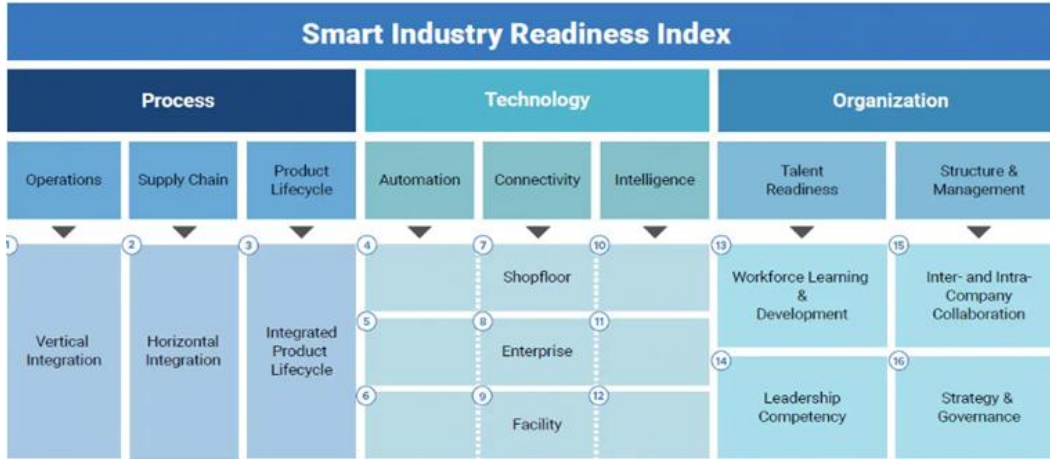 Smart Industry Readiness Index
Process
Technology
Organization
Operations
Supply Chain
Product
Lifecycle
Automation
Connectivity
Intelligence
Talent
Readiness
Structure &
Management
1
2
3
4
7
10
13
15
Vertical
Integration
Horizontal
Integration
Integrated
Product
Lifecycle
Shopfloor
Workforce Learning
&
Development
Inter- and Intra-
Company
Collaboration
5
8
11
Enterprise
14
16
6
9
12
Facility
Leadership
Competency
Strategy &
Governance